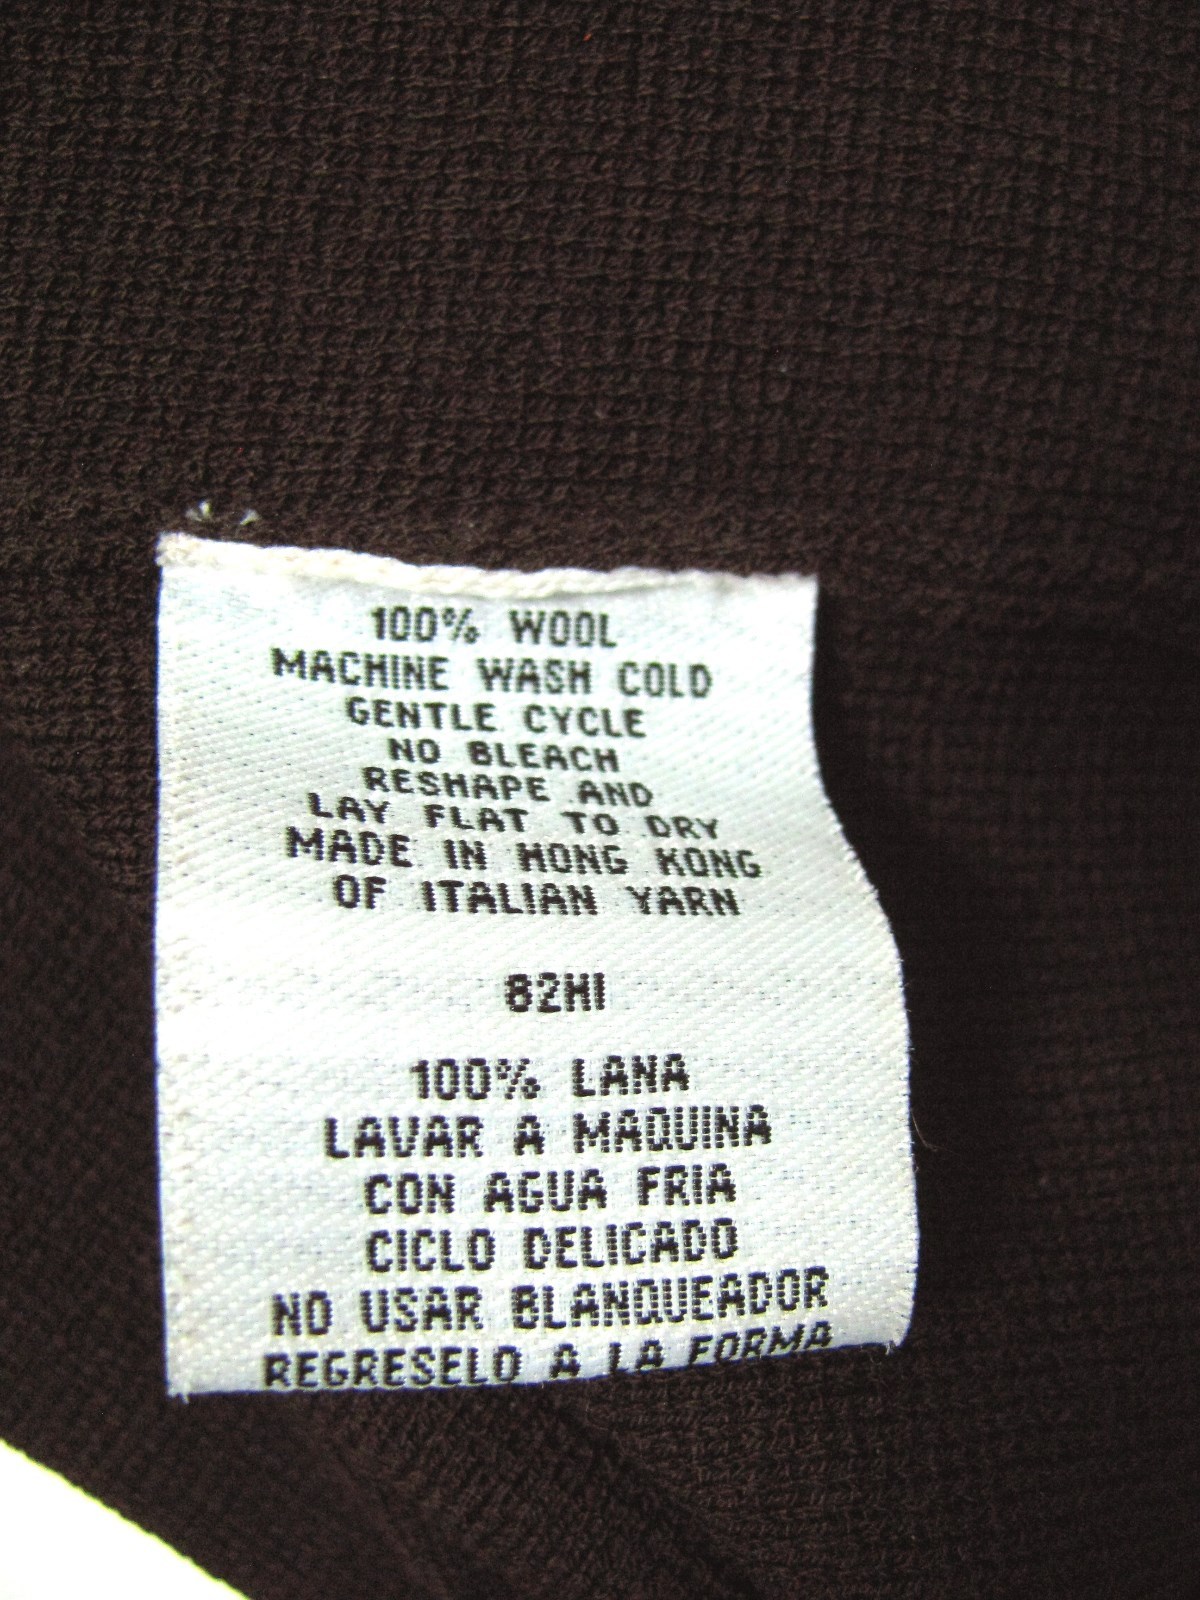 100% WOOL
MACHINE WASH COLD
GENTLE CYCLE
NO BLEACH
RESHAPE AND
LAY FLAT TO DRY
MADE IN HONG KONG
OF ITALIAN YARN
82HI
100% LANA
LAVAR A MAQUINA
CON AGUA FRIA
CICLO DELICADO
NO USAR BLANQUEADOR
REGRESELO A LA FORMA